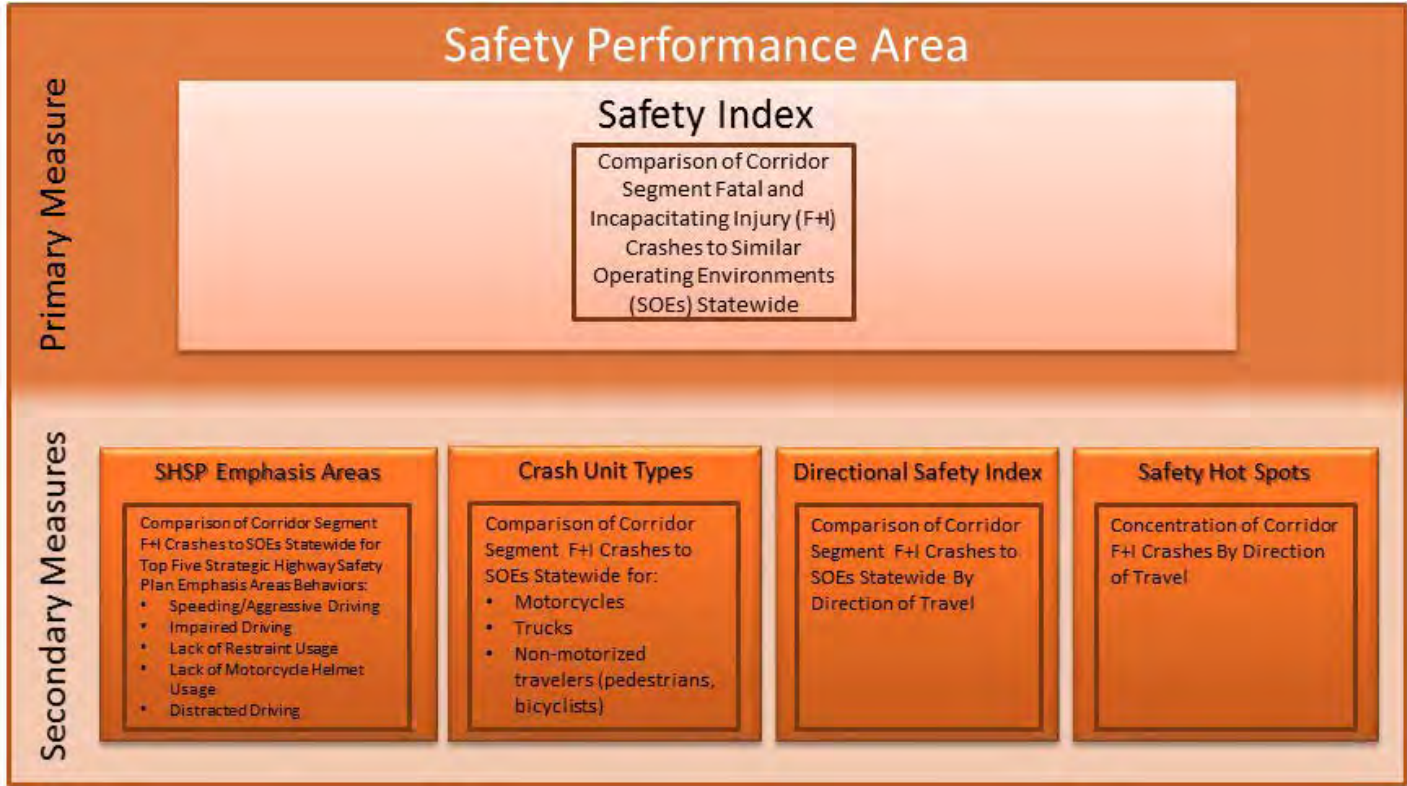 Safety Performance Area
Primary Measure
Safety Index
Comparison of Corridor
Segment Fatal and
Incapacitating Injury (F+I)
Crashes to Similar
Operating Environments
(SOEs) Statewide
Secondary Measures
SHSP Emphasis Areas
Comparison of Corridor Segment
F+I Crashes to SOEs Statewide for
Top Five Strategic Highway Safety
Plan Emphasis Areas Behaviors:
• Speeding/Aggressive Driving
• Impaired Driving
• Lack of Restraint Usage
• Lack of Motorcycle Helmet
Usage
• Distracted Driving
Crash Unit Types
Comparison of Corridor
Segment F+I Crashes to
SOEs Statewide for:
• Motorcycles
• Trucks
• Non-motorized
travelers (pedestrians,
bicyclists)
Directional Safety Index
Comparison of Corridor
Segment F+I Crashes to
SOEs Statewide By
Direction of Travel
Safety Hot Spots
Concentration of Corridor
F+I Crashes By Direction
of Travel